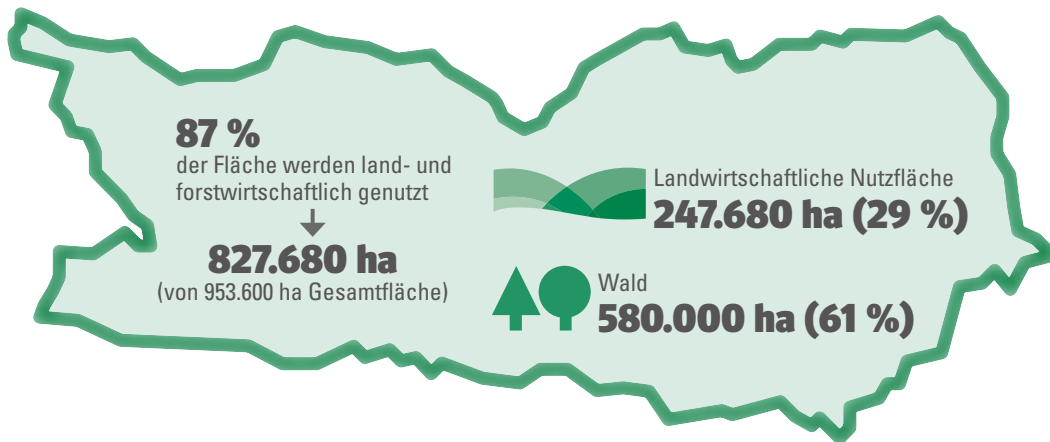 87 %
der Fläche werden land- und
forstwirtschaftlich genutzt
827.680 ha
(von 953.600 ha Gesamtfläche)
Landwirtschaftliche Nutzfläche
247.680 ha (29 %)
Wald
580.000 ha (61 %)